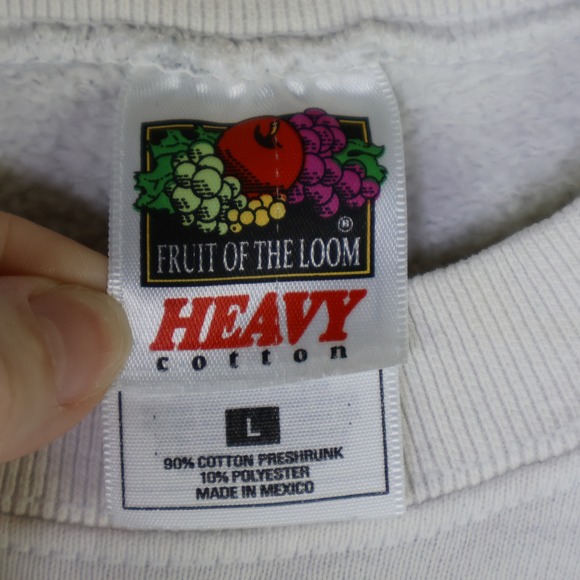 FRUIT OF THE LOOM
®
HEAVY
cotton
L
90% COTTON PRESHRUNK
10% POLYESTER
MADE IN MEXICO